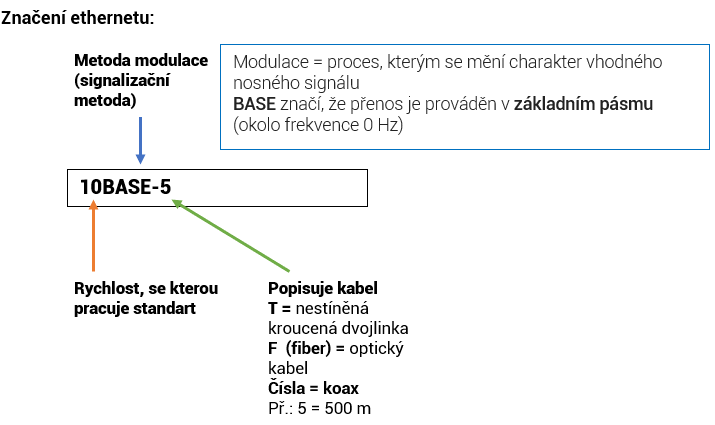 Značení ethernetu:
Metoda modulace
(signalizační
metoda)
Modulace = proces, kterým se mění charakter vhodného
nosného signálu
BASE značí, že přenos je prováděn v základním pásmu
(okolo frekvence 0 Hz)
10BASE-5
Rychlost, se kterou
pracuje standart
Popisuje kabel
T = nestíněná
kroucená dvojlinka
F (fiber) = optický
kabel
Čísla = koax
Př.: 5 = 500 m